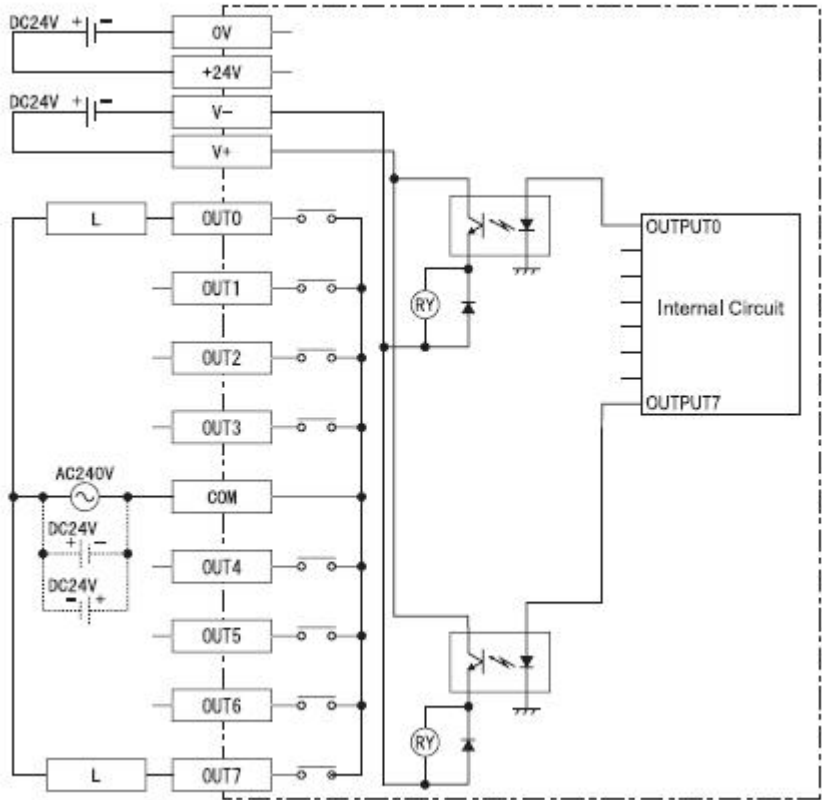 DC24V + -
0V
+24V
DC24V + -
V-
V+
L
OUT0
OUTPUT0
OUT1
RY
Internal Circuit
OUT2
OUTPUT7
OUT3
AC240V
COM
DC24V
+ -
OUT4
DC24V
- +
OUT5
OUT6
RY
L
OUT7